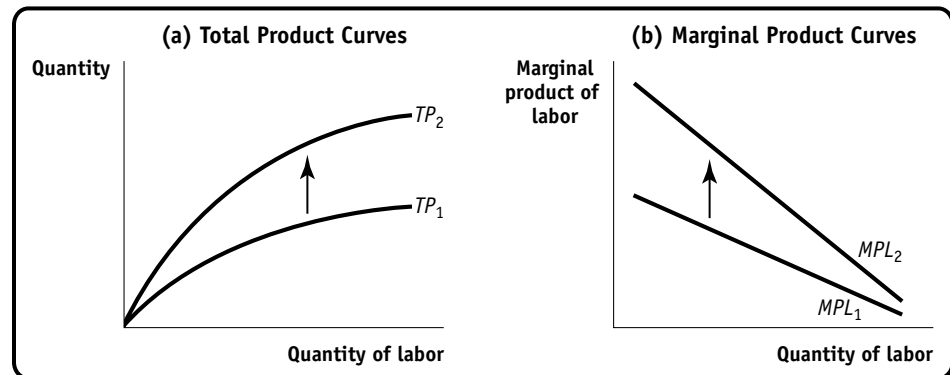 (a) Total Product Curves
Quantity
TP2
TP1
Quantity of labor
(b) Marginal Product Curves
Marginal
product of
labor
MPL2
MPL1
Quantity of labor